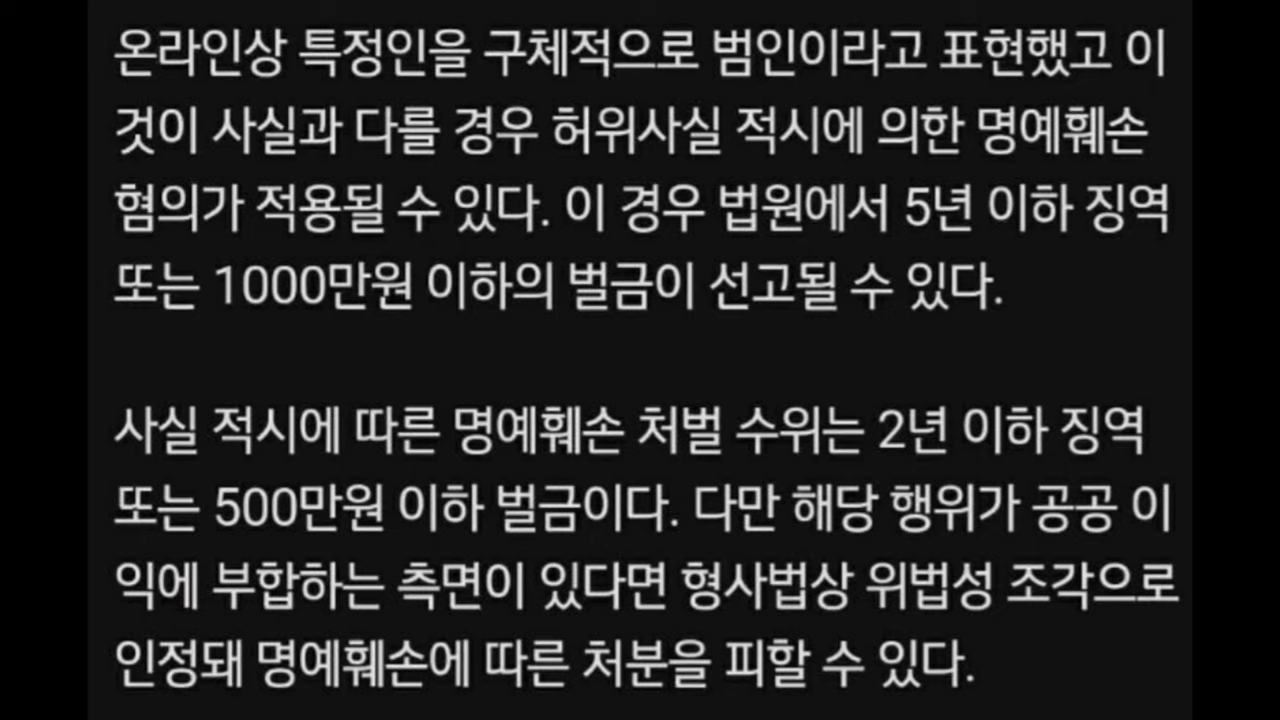 온라인상 특정인을 구체적으로 범인이라고 표현했고 이
것이 사실과 다를 경우 허위사실 적시에 의한 명예훼손
혐의가 적용될 수 있다. 이 경우 법원에서 5년 이하 징역
또는 1000만원 이하의 벌금이 선고될 수 있다.
사실 적시에 따른 명예훼손 처벌 수위는 2년 이하 징역
또는 500만원 이하 벌금이다. 다만 해당 행위가 공공 이
익에 부합하는 측면이 있다면 형사법상 위법성 조각으로
인정돼 명예훼손에 따른 처분을 피할 수 있다.